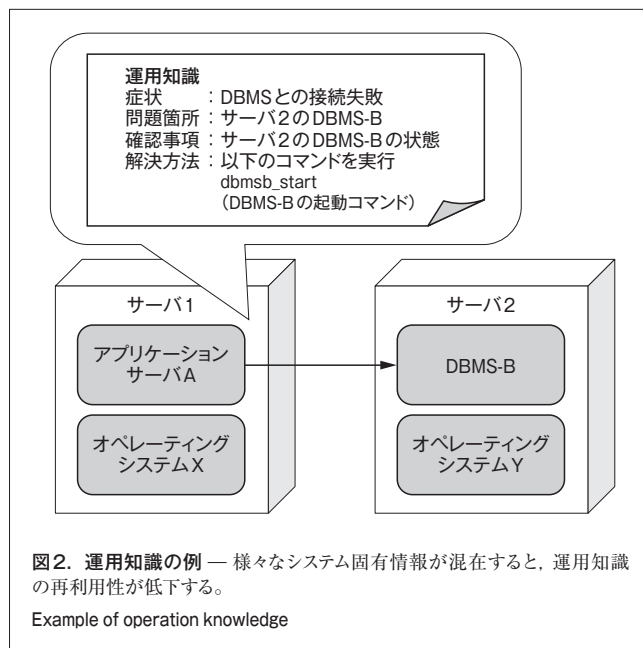 運用知識
症状 : DBMSとの接続失敗
問題箇所 : サーバ2のDBMS-B
確認事項 : サーバ2のDBMS-Bの状態
解決方法 : 以下のコマンドを実行
dbmsb_start
(DBMS-Bの起動コマンド)
サーバ1
アプリケーション
サーバA
オペレーティング
システムX
サーバ2
DBMS-B
オペレーティング
システムY
図2. 運用知識の例 — 様々なシステム固有情報が混在すると, 運用知識
の再利用性が低下する。
Example of operation knowledge